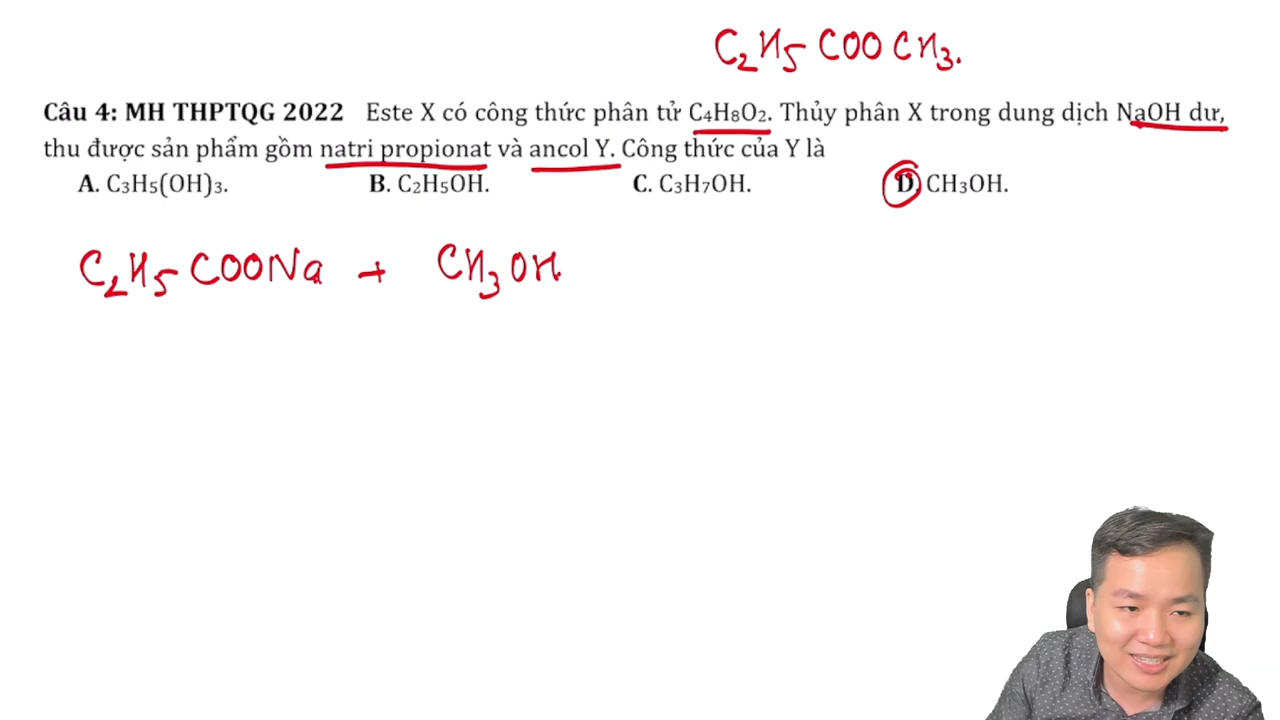 C₂H₅COOCH₃.
Câu 4: MH THPTQG 2022 Este X có công thức phân tử C₄H₈O₂. Thủy phân X trong dung dịch NaOH dư,
thu được sản phẩm gồm natri propionat và ancol Y. Công thức của Y là
A. C₃H₅(OH)₃. B. C₂H₅OH. C. C₃H₇OH. D. CH₃OH.
C₂H₅COONa + CH₃OH